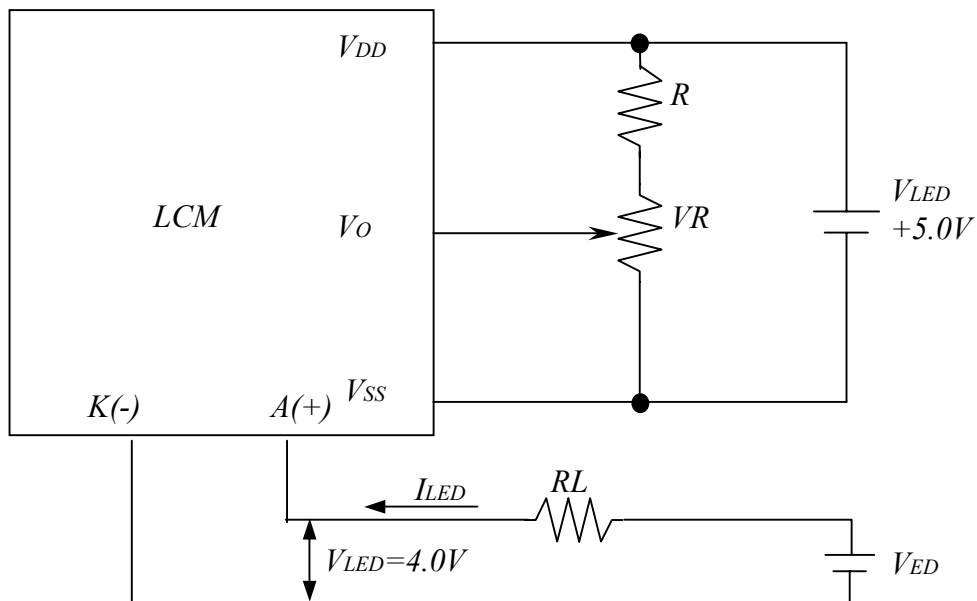 VDD
R
VLED
+5.0V
LCM
VO
VR
VSS
K(-)
A(+)
ILED
RL
VLED=4.0V
VED